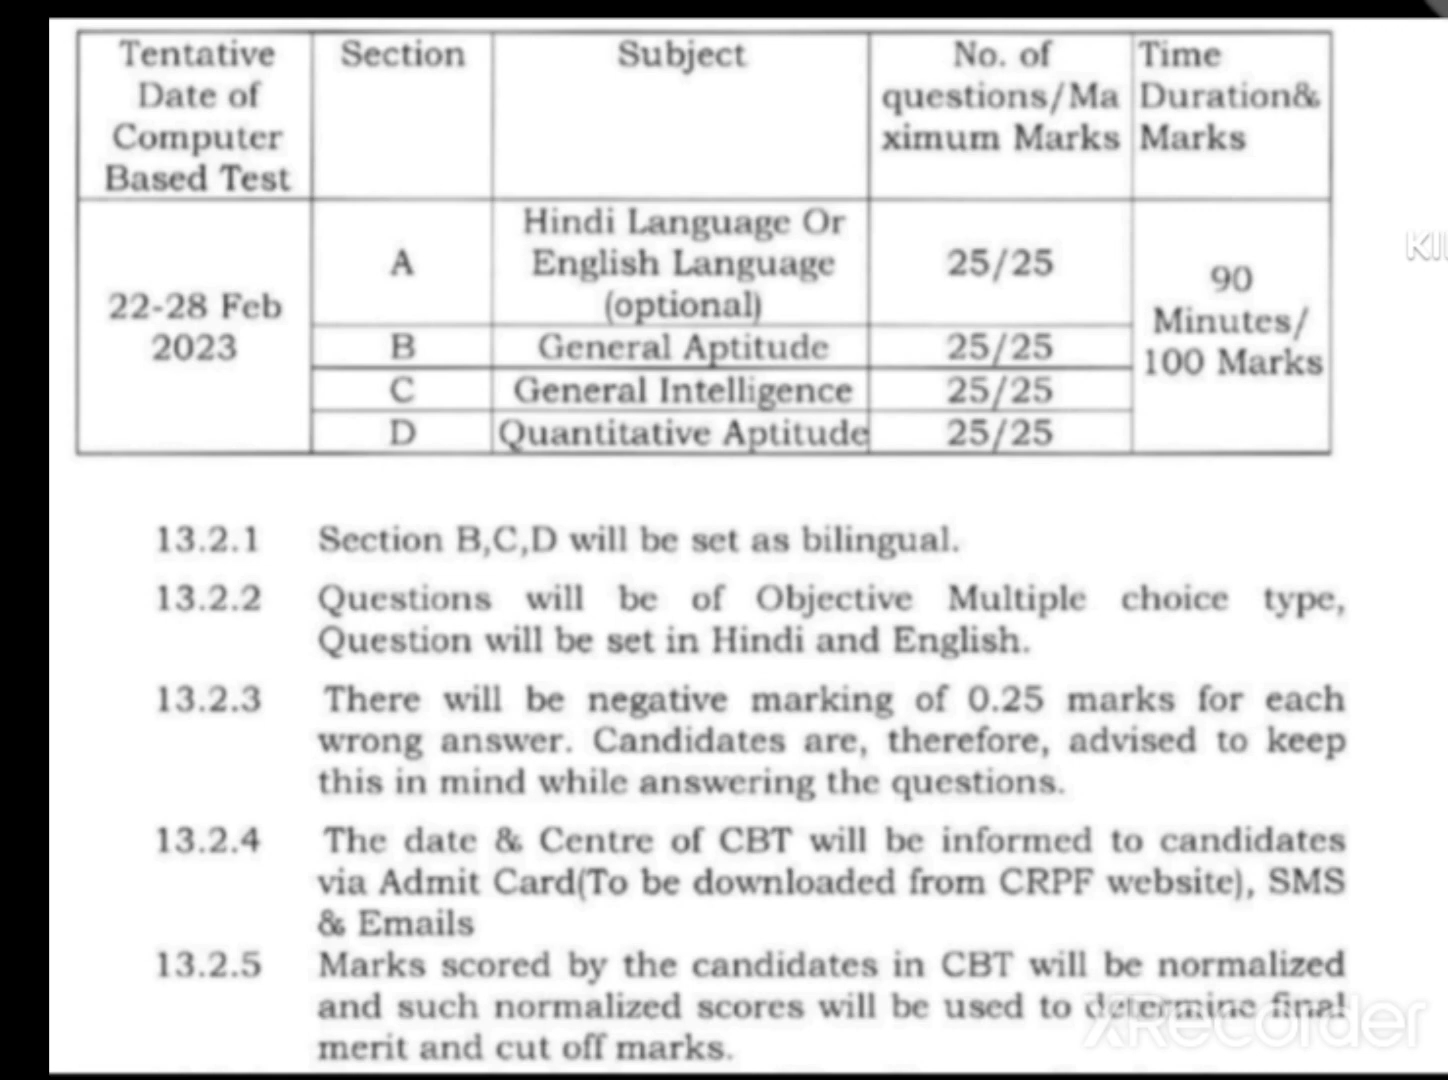 Tentative Date of Computer Based Test
Section
Subject
No. of questions/Maximum Marks
Time Duration& Marks
22-28 Feb 2023
A
Hindi Language Or English Language (optional)
25/25
90 Minutes/ 100 Marks
B
General Aptitude
25/25
C
General Intelligence
25/25
D
Quantitative Aptitude
25/25
13.2.1 Section B,C,D will be set as bilingual.
13.2.2 Questions will be of Objective Multiple choice type,
Question will be set in Hindi and English.
13.2.3 There will be negative marking of 0.25 marks for each
wrong answer. Candidates are, therefore, advised to keep
this in mind while answering the questions.
13.2.4 The date & Centre of CBT will be informed to candidates
via Admit Card(To be downloaded from CRPF website), SMS
& Emails
13.2.5 Marks scored by the candidates in CBT will be normalized
and such normalized scores will be used to determine final
merit and cut off marks.
XRecorder